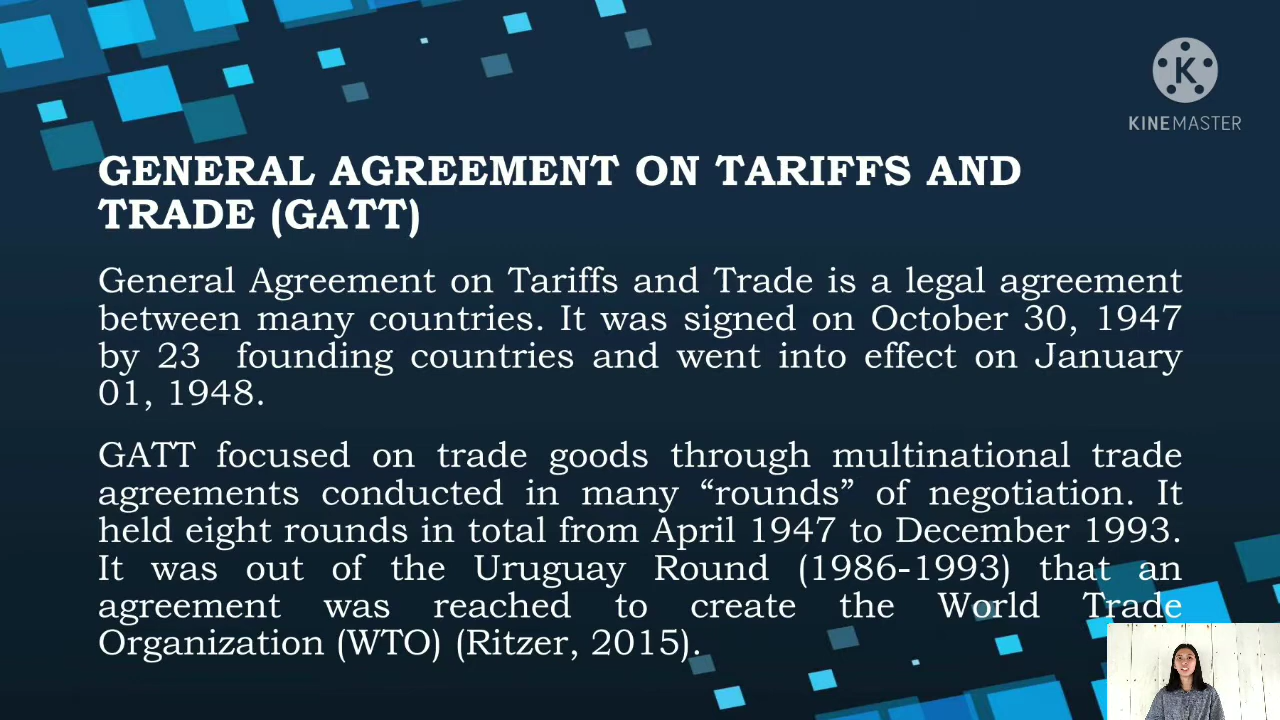 KINEMASTER
GENERAL AGREEMENT ON TARIFFS AND
TRADE (GATT)
General Agreement on Tariffs and Trade is a legal agreement
between many countries. It was signed on October 30, 1947
by 23 founding countries and went into effect on January
01, 1948.
GATT focused on trade goods through multinational trade
agreements conducted in many “rounds” of negotiation. It
held eight rounds in total from April 1947 to December 1993.
It was out of the Uruguay Round (1986-1993) that an
agreement was reached to create the World Trade
Organization (WTO) (Ritzer, 2015).